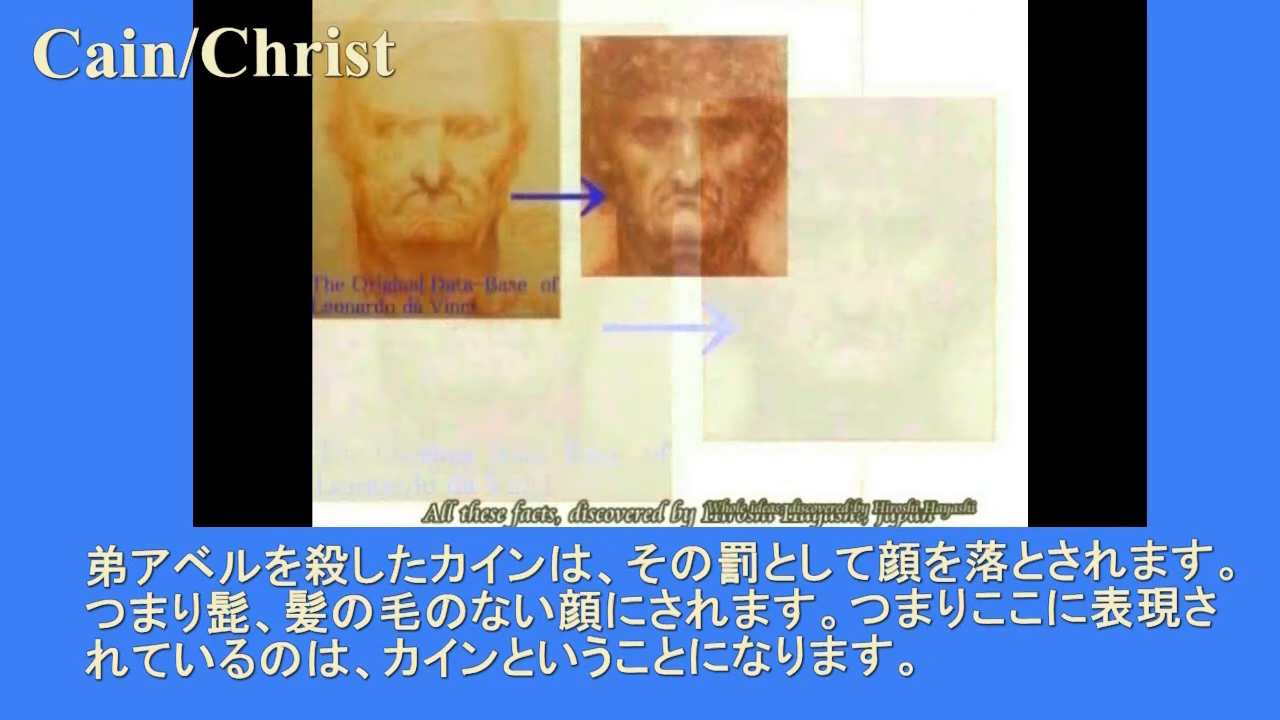 Cain/Christ
The Original Data-Base of
Leonardo da Vinci
All these facts, discovered by Hiroshi Hayashi, Japan
Whole ideas discovered by Hiroshi Hayashi
弟アベルを殺したカインは、その罰として顔を落とされます。
つまり髭、髪の毛のない顔にされます。つまりここに表現さ
れているのは、カインということになります。